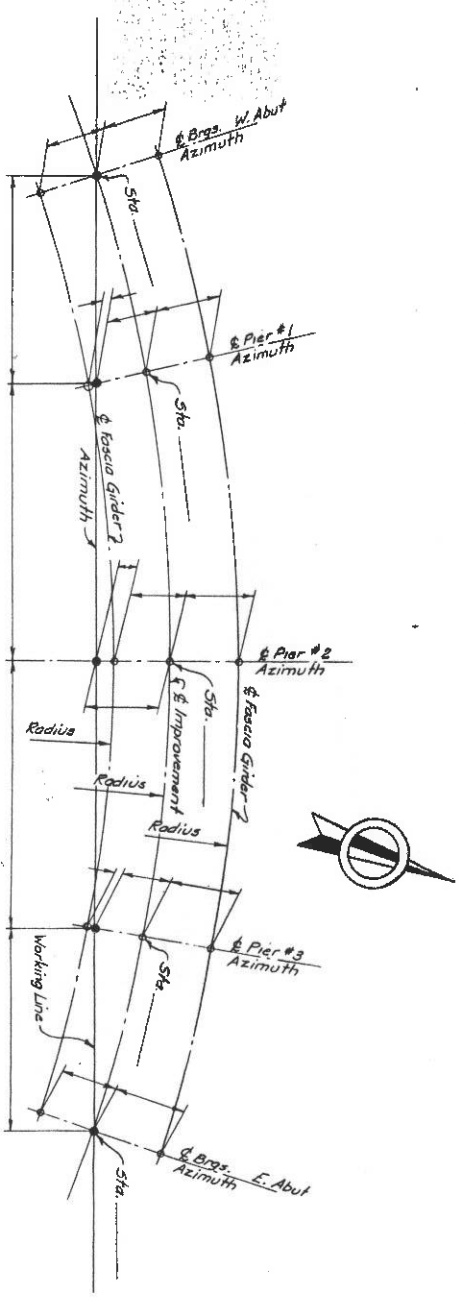 ℄ Brgs. W. Abut
Azimuth
Sta.
℄ Pier #1
Azimuth
Sta.
℄ Fascia Girder
Azimuth
℄ Pier #2
Azimuth
Sta.
℄ Improvement
℄ Fascia Girder
Radius
Radius
Radius
℄ Pier #3
Azimuth
Sta.
Working Line
℄ Brgs. E. Abut
Azimuth
Sta.